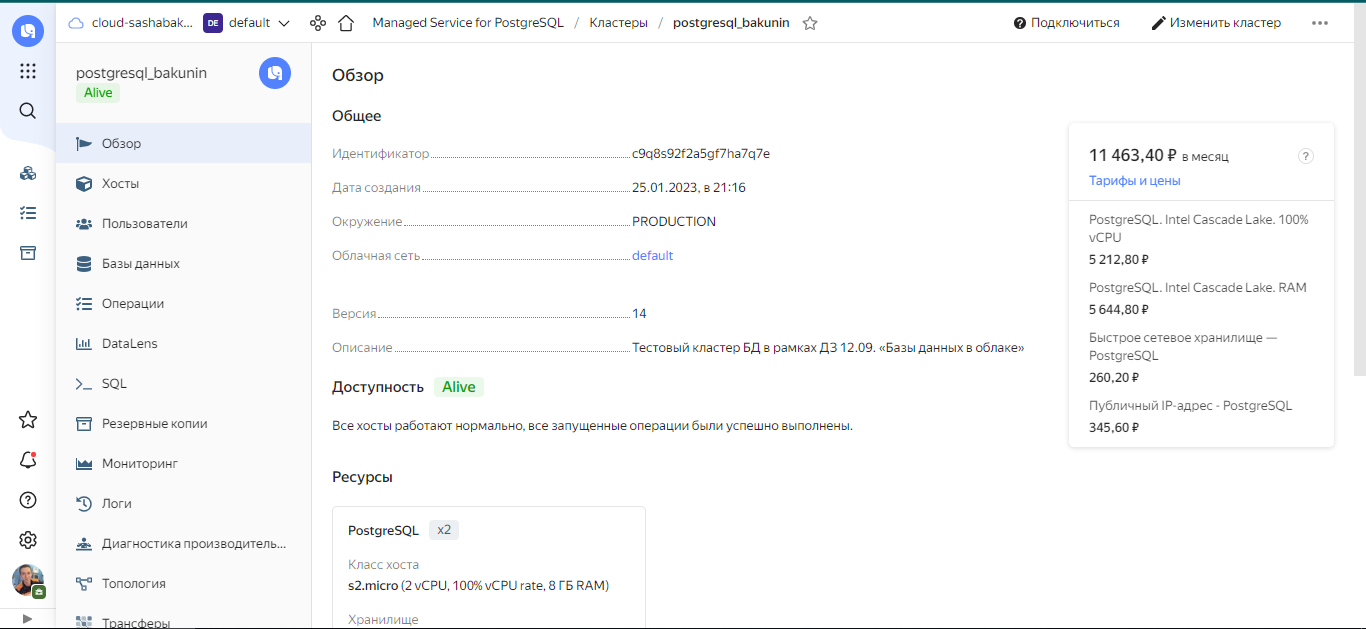 cloud-sashabak...
DE
default
Managed Service for PostgreSQL / Кластеры / postgresql_bakunin
Подключиться
Изменить кластер
postgresql_bakunin
Alive
Обзор
Хосты
Пользователи
Базы данных
Операции
DataLens
SQL
Резервные копии
Мониторинг
Логи
Диагностика производитель...
Топология
Трансферы
Обзор
Общее
Идентификатор c9q8s92f2a5gf7ha7q7e
Дата создания 25.01.2023, в 21:16
Окружение PRODUCTION
Облачная сеть default
Версия 14
Описание Тестовый кластер БД в рамках ДЗ 12.09. «Базы данных в облаке»
Доступность Alive
Все хосты работают нормально, все запущенные операции были успешно выполнены.
Ресурсы
PostgreSQL x2
Класс хоста
s2.micro (2 vCPU, 100% vCPU rate, 8 ГБ RAM)
Хранилище
11 463,40 ₽ в месяц
?
Тарифы и цены
PostgreSQL. Intel Cascade Lake. 100%
vCPU
5 212,80 ₽
PostgreSQL. Intel Cascade Lake. RAM
5 644,80 ₽
Быстрое сетевое хранилище —
PostgreSQL
260,20 ₽
Публичный IP-адрес - PostgreSQL
345,60 ₽